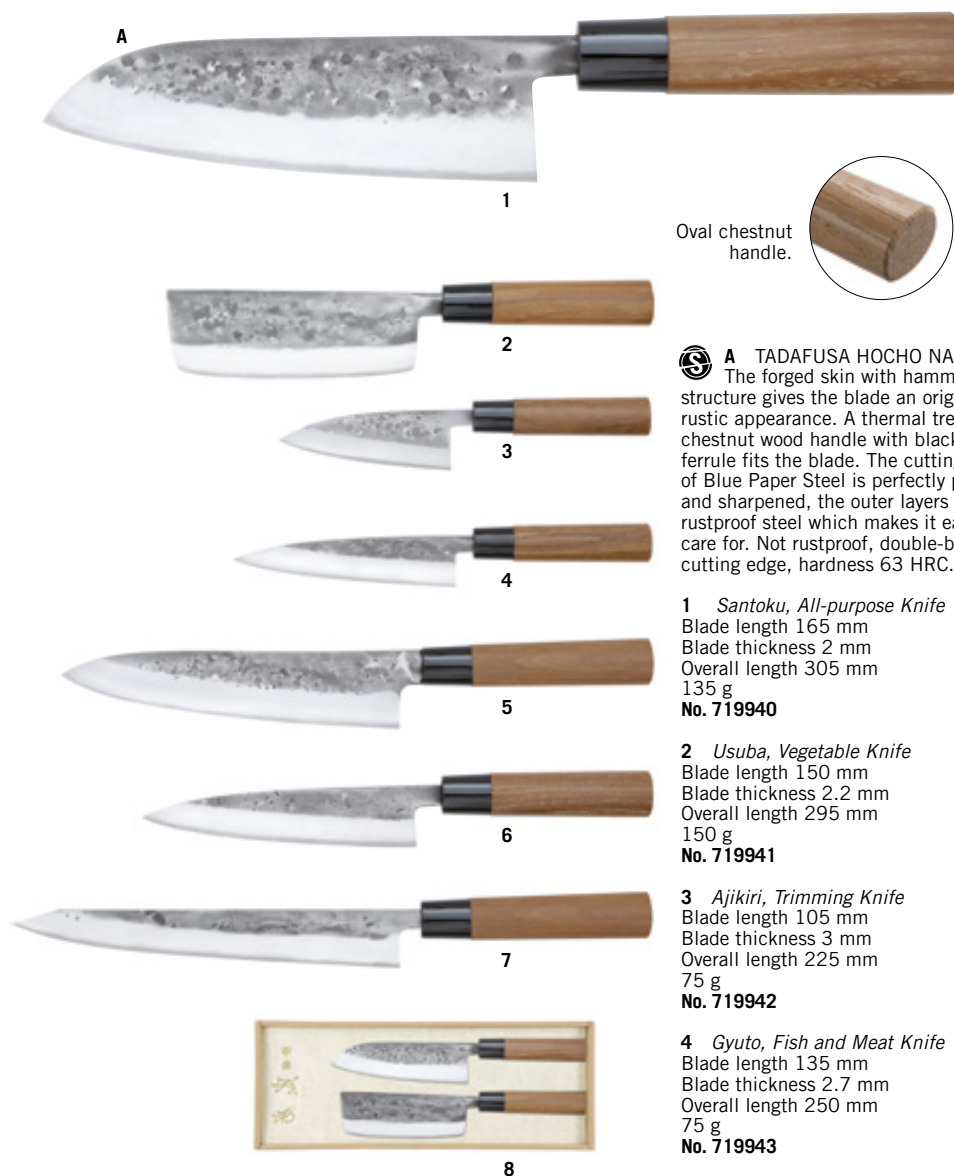 A
1
Oval chestnut
handle.
2
3
4
5
6
7
8
S
A TADAFUSA HOCHO NA
The forged skin with hamm
structure gives the blade an orig
rustic appearance. A thermal tre
chestnut wood handle with black
ferrule fits the blade. The cutting
of Blue Paper Steel is perfectly p
and sharpened, the outer layers
rustproof steel which makes it ea
care for. Not rustproof, double-b
cutting edge, hardness 63 HRC.
1 Santoku, All-purpose Knife
Blade length 165 mm
Blade thickness 2 mm
Overall length 305 mm
135 g
No. 719940
2 Usuba, Vegetable Knife
Blade length 150 mm
Blade thickness 2.2 mm
Overall length 295 mm
150 g
No. 719941
3 Ajikiri, Trimming Knife
Blade length 105 mm
Blade thickness 3 mm
Overall length 225 mm
75 g
No. 719942
4 Gyuto, Fish and Meat Knife
Blade length 135 mm
Blade thickness 2.7 mm
Overall length 250 mm
75 g
No. 719943